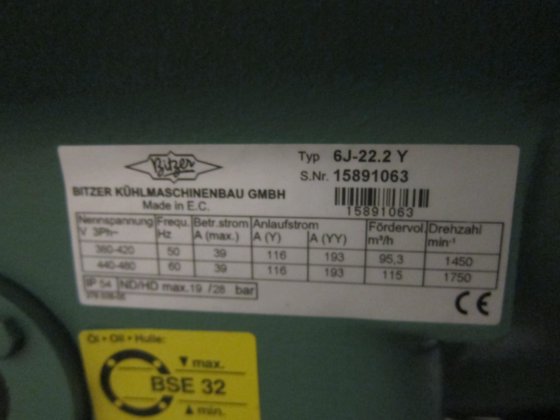 Bitzer
Typ 6J-22.2 Y
S.Nr. 15891063
BITZER KÜHLMASCHINENBAU GMBH
Made in E.C.
15891063
Nennspannung Frequ. Betr.strom Anlaufstrom Fördervol. Drehzahl
V 3Ph~ Hz A (max.) A (Y) A (YY) m³/h min⁻¹
380-420 50 39 116 193 95,3 1450
440-480 60 39 116 193 115 1750
IP 54 ND/HD max.19 /28 bar
CE
Öl • Oil • Huile:
▼ max.
BSE 32
▲ min.